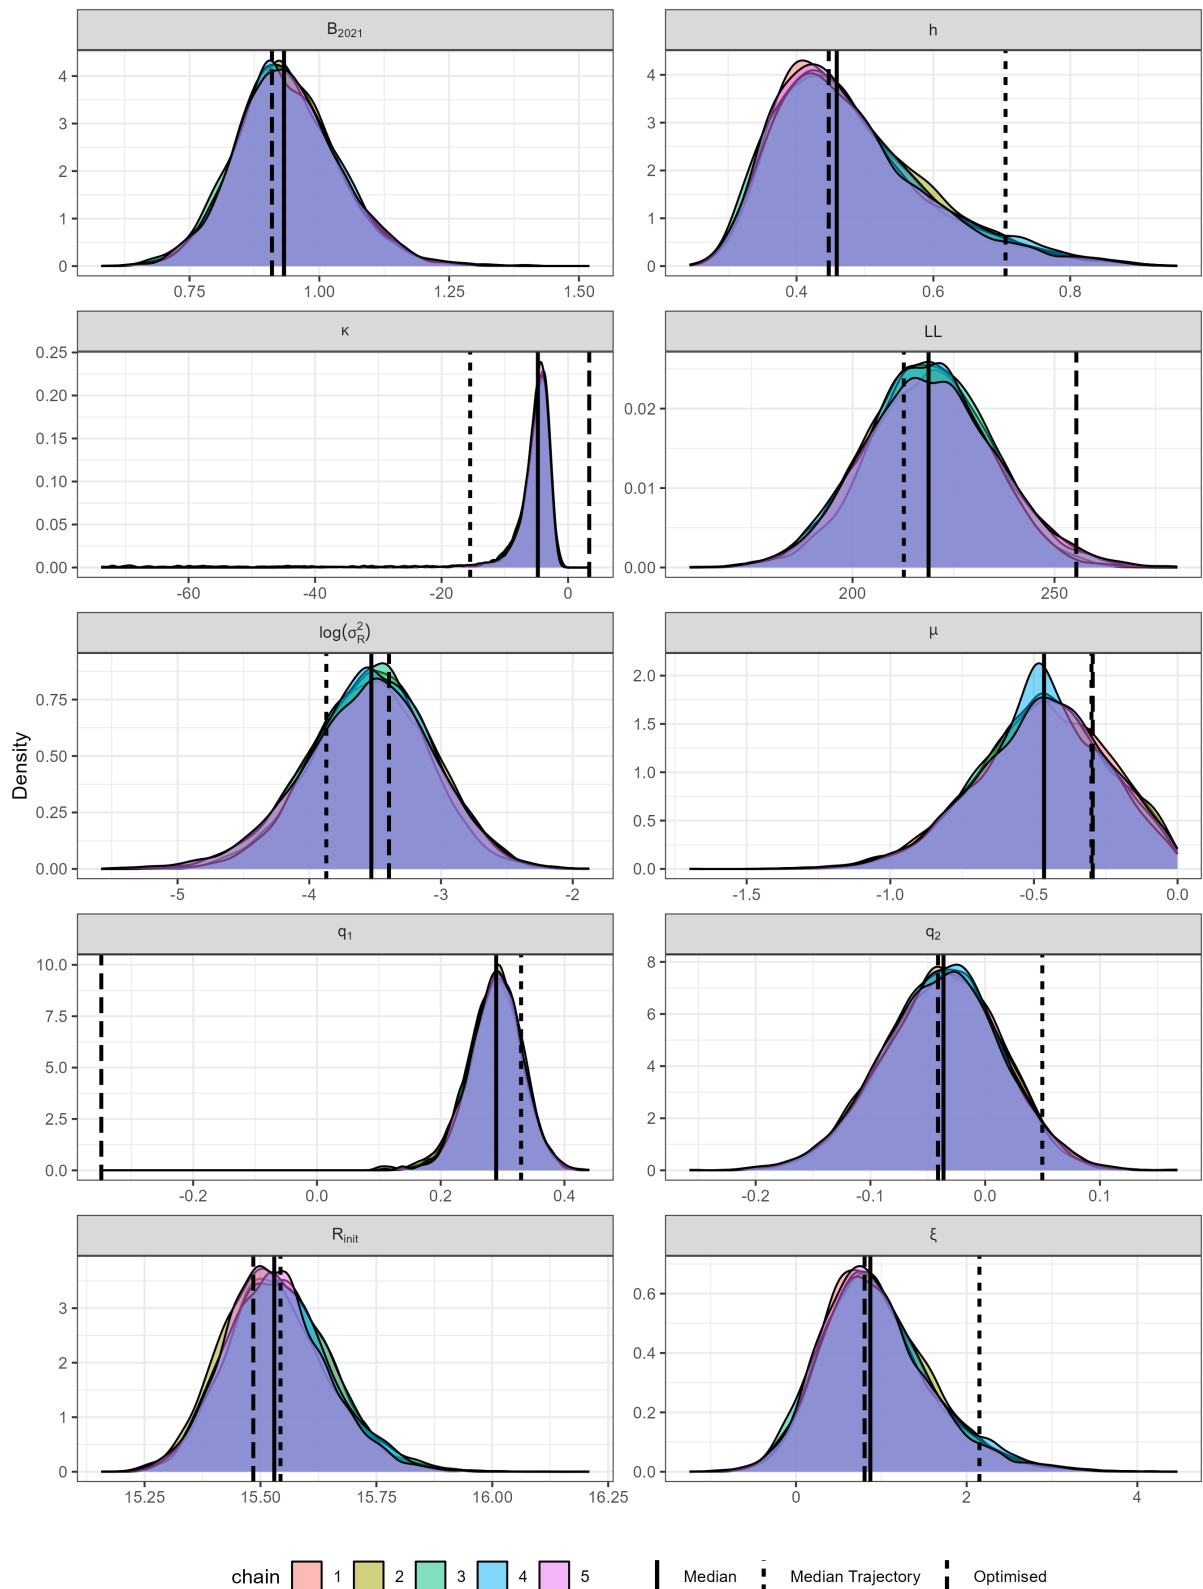 B2021
h
4
3
2
1
0
0.75 1.00 1.25 1.50
4
3
2
1
0
0.4 0.6 0.8
κ
LL
0.25
0.20
0.15
0.10
0.05
0.00
-60 -40 -20 0
0.02
0.01
0.00
200 250
log(σ²R)
μ
0.75
0.50
0.25
0.00
-5 -4 -3 -2
2.0
1.5
1.0
0.5
0.0
-1.5 -1.0 -0.5 0.0
Density
q1
q2
10.0
7.5
5.0
2.5
0.0
-0.2 0.0 0.2 0.4
8
6
4
2
0
-0.2 -0.1 0.0 0.1
Rinit
ξ
3
2
1
0
15.25 15.50 15.75 16.00 16.25
0.6
0.4
0.2
0.0
0 2 4
chain 1 2 3 4 5 Median Median Trajectory Optimised